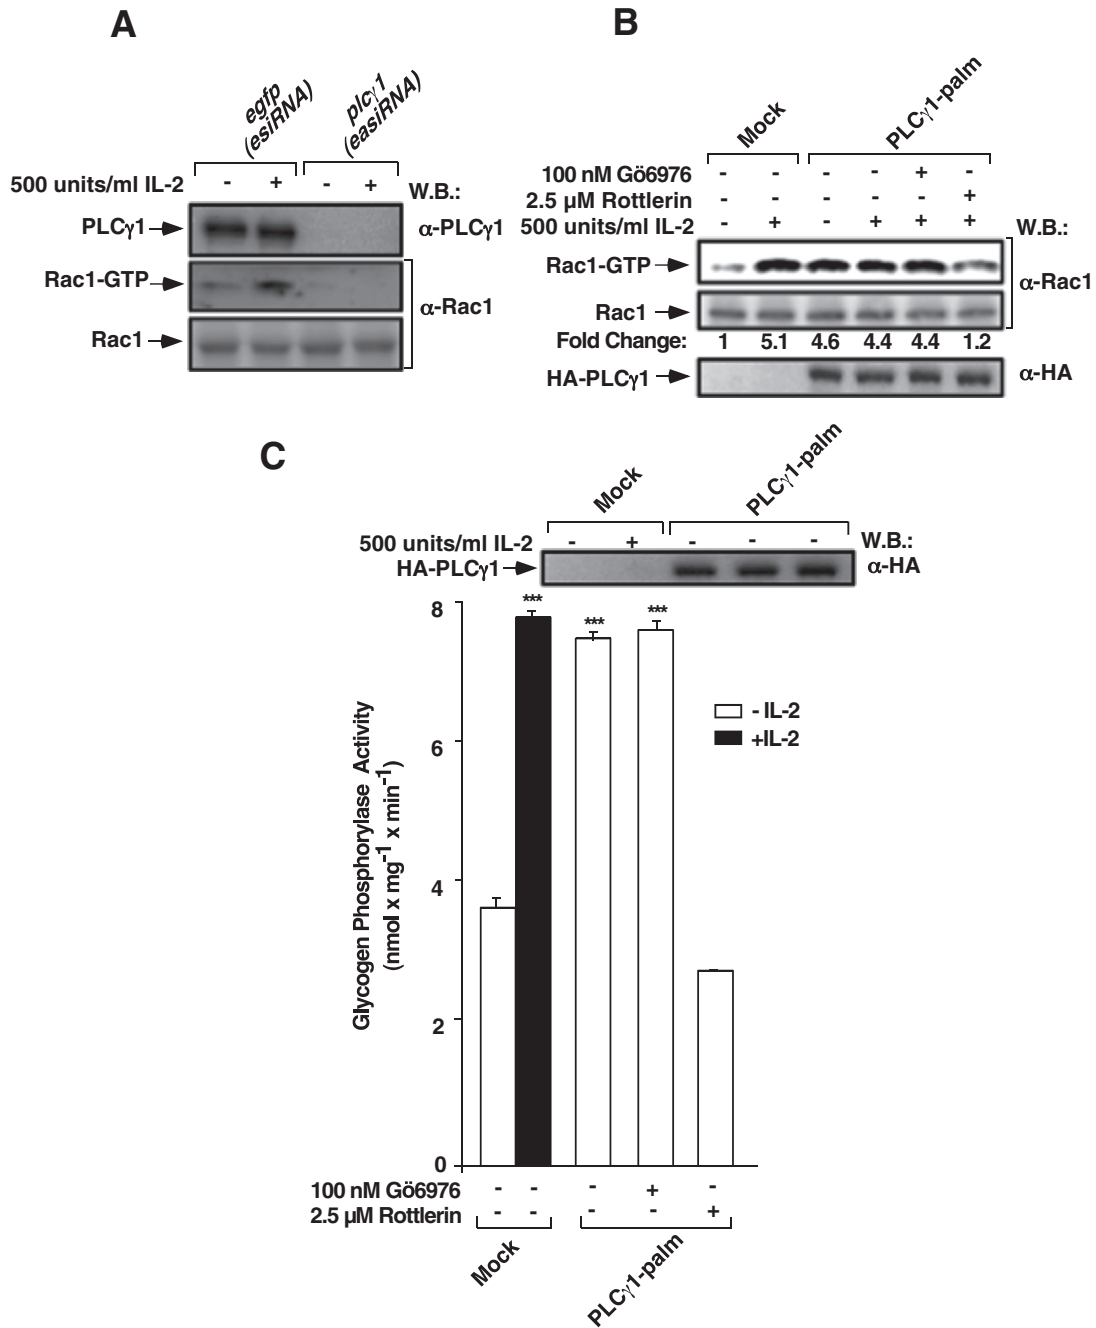 A
egfp
(esiRNA)
plcγ1
(easiRNA)
500 units/ml IL-2 - + - + W.B.:
PLCγ1 α-PLCγ1
Rac1-GTP
α-Rac1
Rac1
B
Mock
PLCγ1-palm
100 nM Gö6976 - - - - + -
2.5 µM Rottlerin - - - - - +
500 units/ml IL-2 - + - + + + W.B.:
Rac1-GTP
α-Rac1
Rac1
Fold Change: 1 5.1 4.6 4.4 4.4 1.2
HA-PLCγ1 α-HA
C
Mock
PLCγ1-palm
500 units/ml IL-2 - + - - - W.B.:
HA-PLCγ1 α-HA
8
6
4
2
0
Glycogen Phosphorylase Activity
(nmol x mg⁻¹ x min⁻¹)
***
***
***
- IL-2
+IL-2
100 nM Gö6976 - - - + -
2.5 µM Rottlerin - - - - +
Mock
PLCγ1-palm